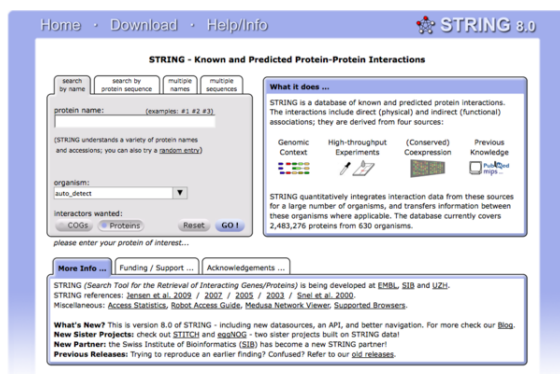 Home · Download · Help/Info
STRING 8.0
STRING - Known and Predicted Protein-Protein Interactions
search by name
search by protein sequence
multiple names
multiple sequences
protein name: (examples: #1 #2 #3)
(STRING understands a variety of protein names
and accessions; you can also try a random entry)
organism:
auto_detect
interactors wanted:
COGs Proteins Reset GO !
please enter your protein of interest...
What it does ...
STRING is a database of known and predicted protein interactions.
The interactions include direct (physical) and indirect (functional)
associations; they are derived from four sources:
Genomic Context
High-throughput Experiments
(Conserved) Coexpression
Previous Knowledge
STRING quantitatively integrates interaction data from these sources
for a large number of organisms, and transfers information between
these organisms where applicable. The database currently covers
2,483,276 proteins from 630 organisms.
More Info ... Funding / Support ... Acknowledgements ...
STRING (Search Tool for the Retrieval of Interacting Genes/Proteins) is being developed at EMBL, SIB and UZH.
STRING references: Jensen et al. 2009 / 2007 / 2005 / 2003 / Snel et al. 2000.
Miscellaneous: Access Statistics, Robot Access Guide, Medusa Network Viewer, Supported Browsers.
What's New? This is version 8.0 of STRING - including new datasources, an API, and better navigation. For more check our Blog.
New Sister Projects: check out STITCH and eggNOG - two sister projects built on STRING data!
New Partner: the Swiss Institute of Bioinformatics (SIB) has become a new STRING partner!
Previous Releases: Trying to reproduce an earlier finding? Confused? Refer to our old releases.